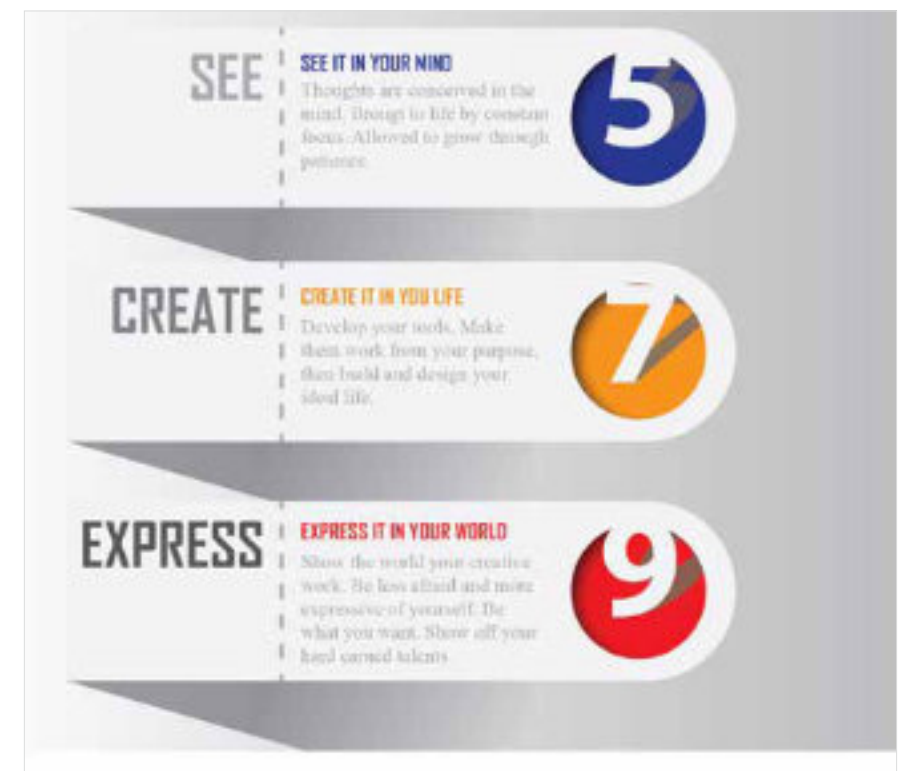 SEE
SEE IT IN YOUR MIND
Thoughts are conceived in the
mind. Broogt to life by constant
focus. Allowed to grow through
patience.
5
CREATE
CREATE IT IN YOU LIFE
Develop your tools. Make
them work from your purpose,
then build and design your
ideal life.
7
EXPRESS
EXPRESS IT IN YOUR WORLD
Show the world your creative
work. Be less afraid and more
expressive of yourself. Be
what you want. Show off your
hard earned talents
9